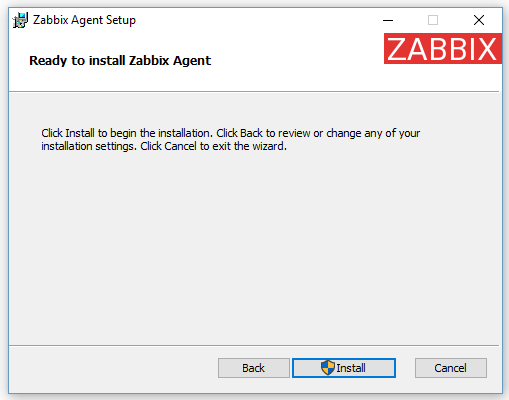 Zabbix Agent Setup
ZABBIX
Ready to install Zabbix Agent
Click Install to begin the installation. Click Back to review or change any of your
installation settings. Click Cancel to exit the wizard.
Back
Install
Cancel